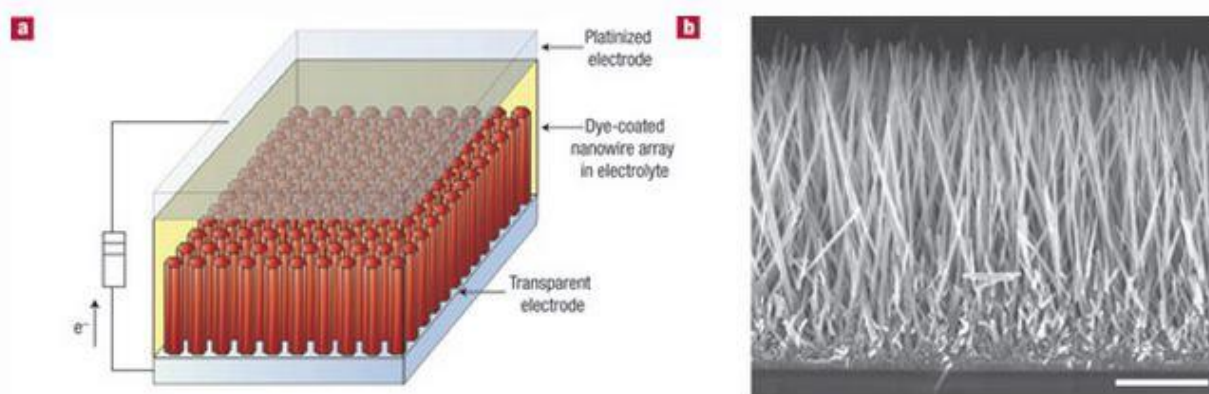 a
Platinized
electrode
Dye-coated
nanowire array
in electrolyte
Transparent
electrode
e–
b